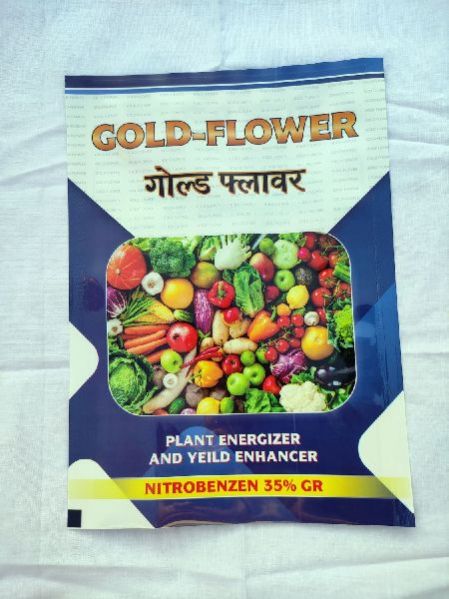 GOLD-FLOWER
गोल्ड फ्लावर
PLANT ENERGIZER
AND YEILD ENHANCER
NITROBENZEN 35% GR